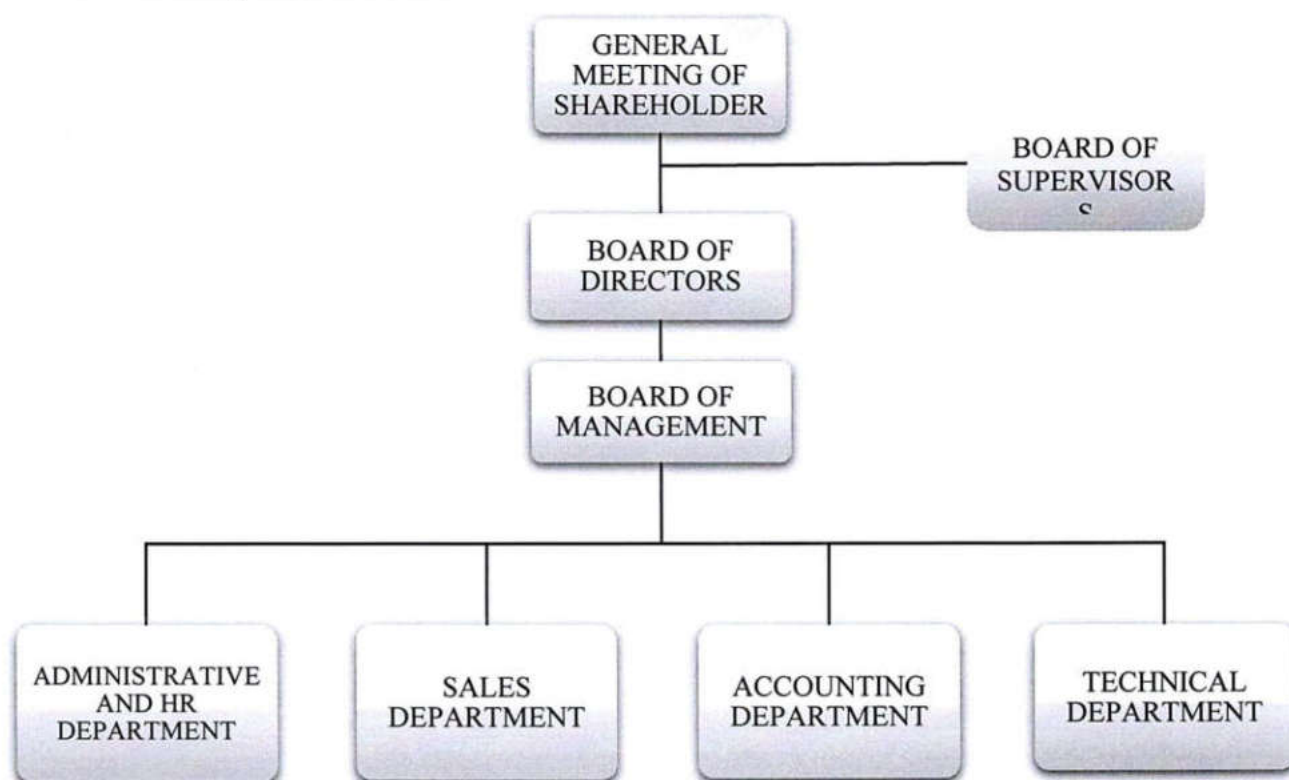 GENERAL
MEETING OF
SHAREHOLDER
BOARD OF
SUPERVISOR
S
BOARD OF
DIRECTORS
BOARD OF
MANAGEMENT
ADMINISTRATIVE
AND HR
DEPARTMENT
SALES
DEPARTMENT
ACCOUNTING
DEPARTMENT
TECHNICAL
DEPARTMENT